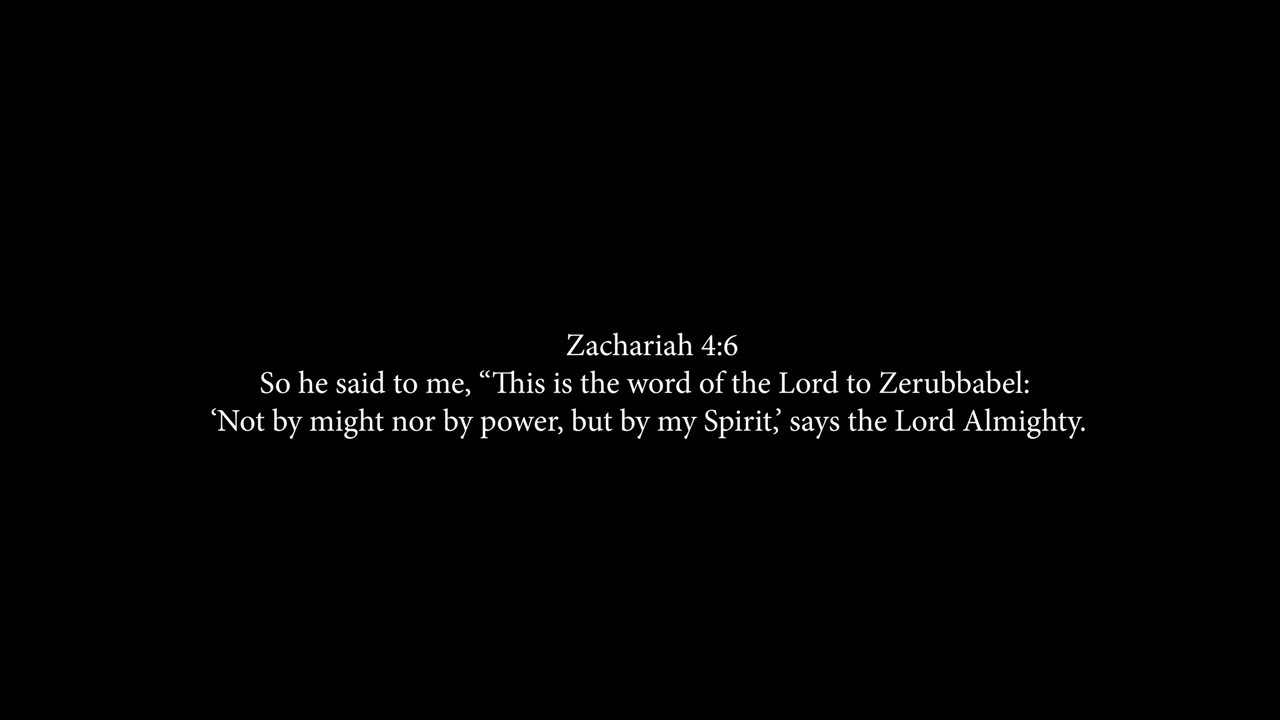 Zachariah 4:6
So he said to me, “This is the word of the Lord to Zerubbabel:
‘Not by might nor by power, but by my Spirit,’ says the Lord Almighty.